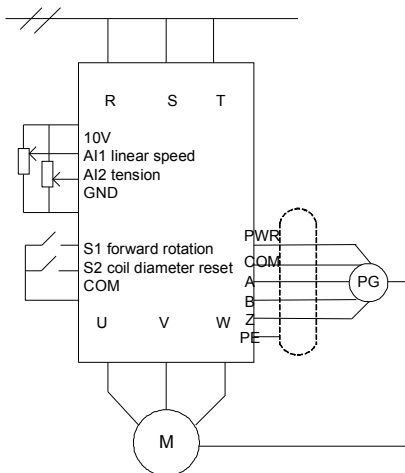 R S T
10V
AI1 linear speed
AI2 tension
GND
S1 forward rotation
S2 coil diameter reset
COM
PWR
COM
A
B
Z
PE
PG
U V W
M